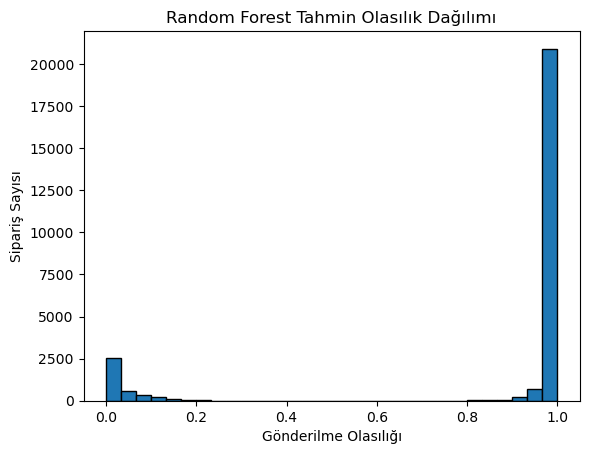 Random Forest Tahmin Olasılık Dağılımı
Sipariş Sayısı
20000
17500
15000
12500
10000
7500
5000
2500
0
0.0 0.2 0.4 0.6 0.8 1.0
Gönderilme Olasılığı